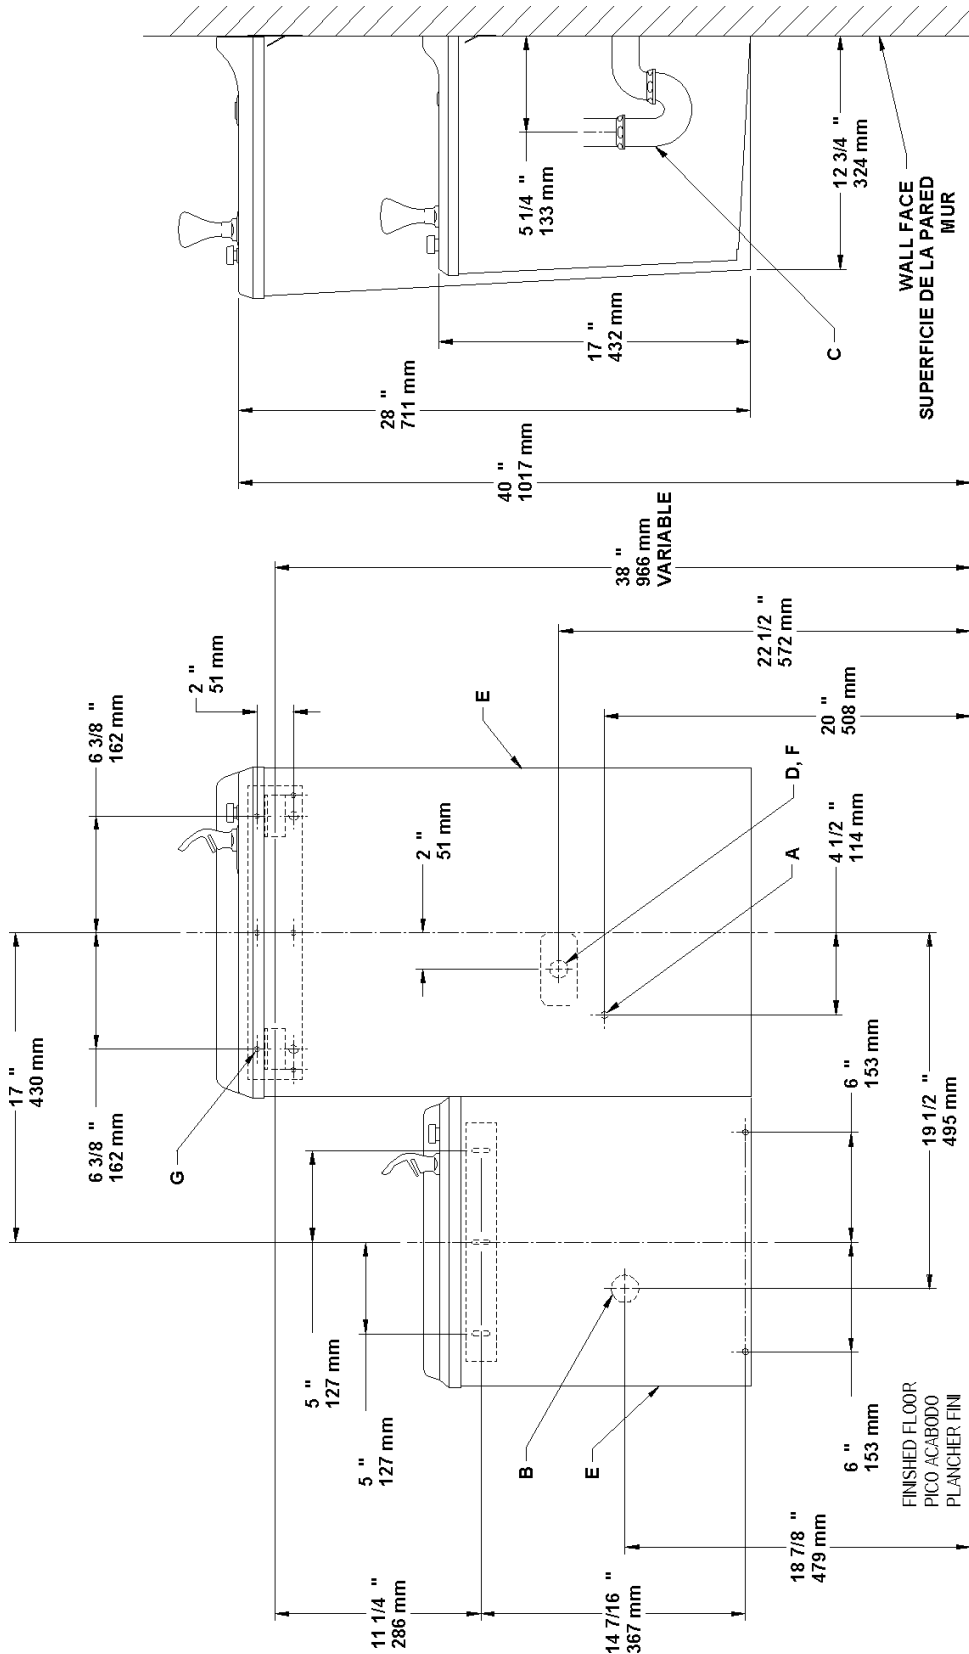 17 "
430 mm
6 3/8 "
162 mm
6 3/8 "
162 mm
2 "
51 mm
G
5 "
127 mm
5 "
127 mm
2 "
51 mm
E
B
E
D, F
A
11 1/4 "
286 mm
14 7/16 "
367 mm
18 7/8 "
479 mm
6 "
153 mm
6 "
153 mm
4 1/2 "
114 mm
19 1/2 "
495 mm
20 "
508 mm
22 1/2 "
572 mm
38 "
966 mm
VARIABLE
40 "
1017 mm
28 "
711 mm
17 "
432 mm
5 1/4 "
133 mm
C
12 3/4 "
324 mm
WALL FACE
SUPERFICIE DE LA PARED
MUR
FINISHED FLOOR
PICO ACABODO
PLANCHER FINI